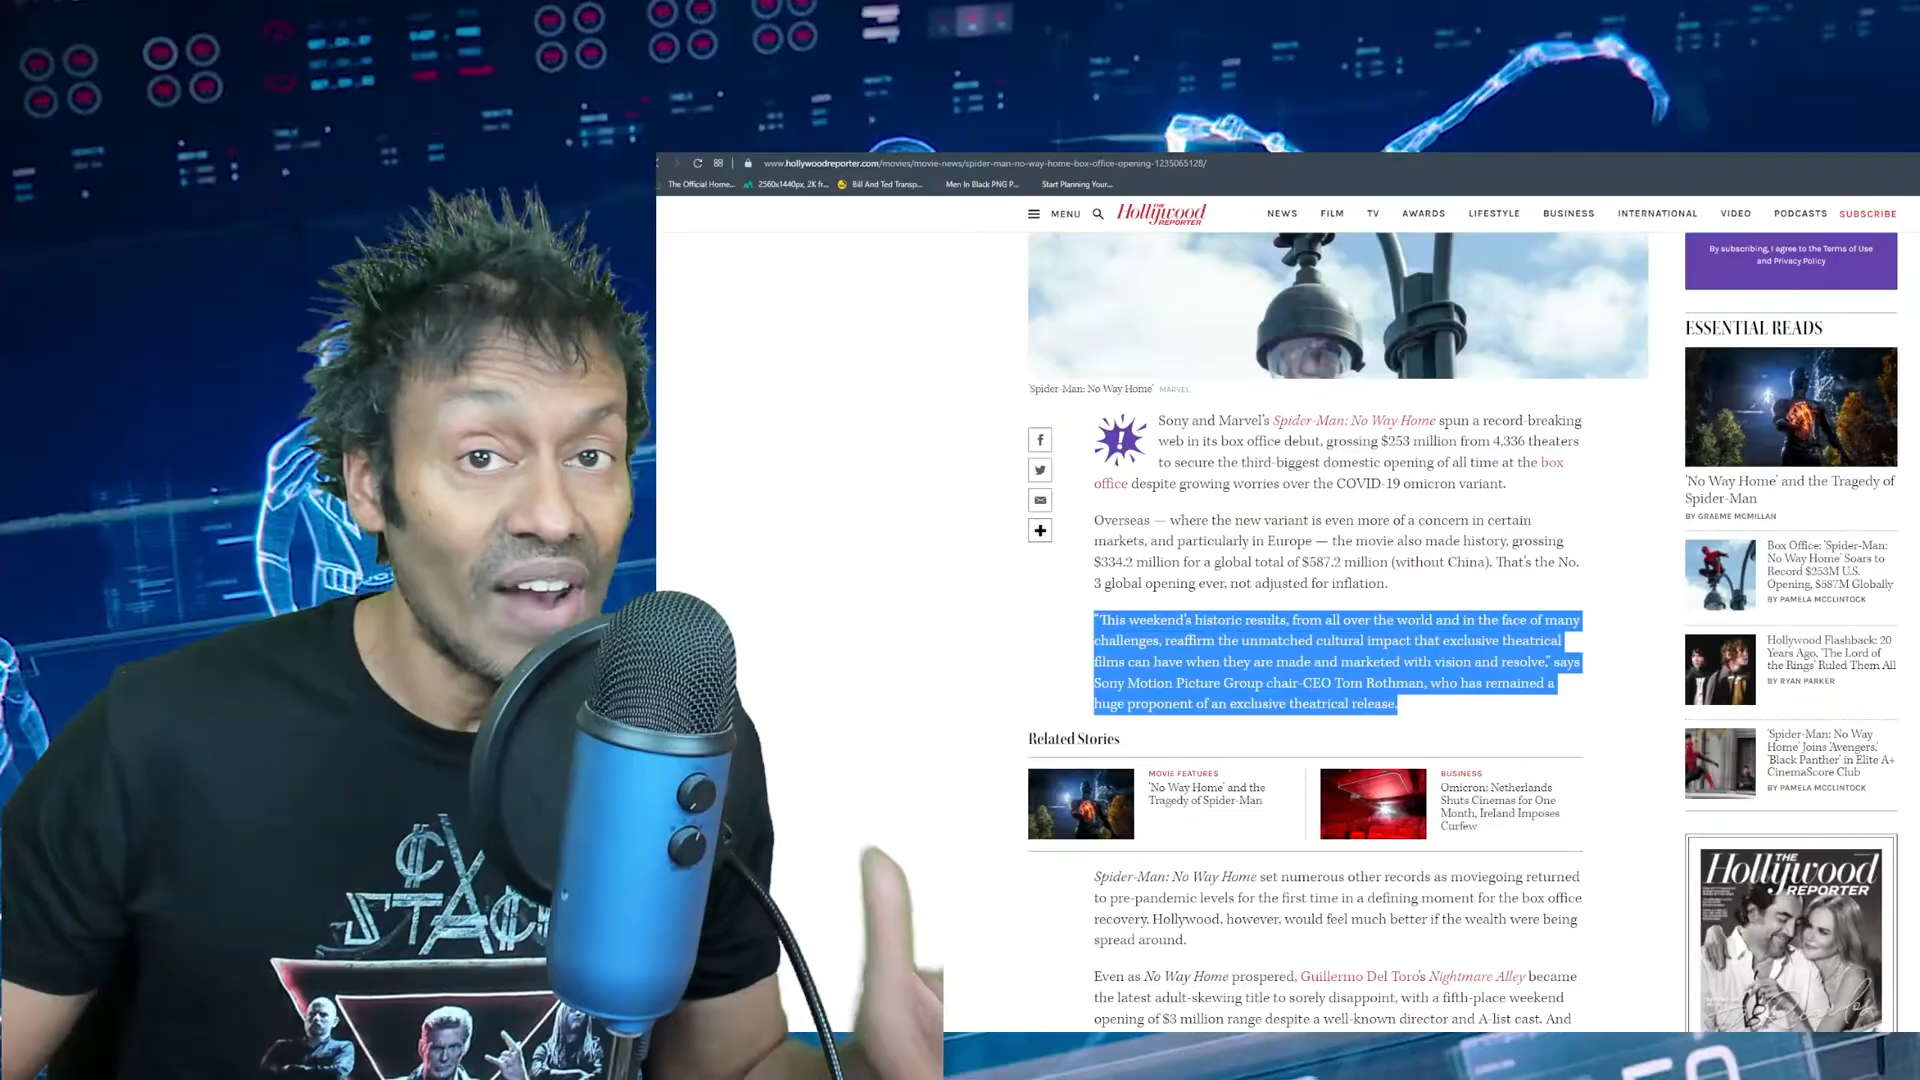 www.hollywoodreporter.com/movies/movie-news/spider-man-no-way-home-box-office-opening-1235065128/
The Official Home... 2560x1440px, 2K fr... Bill And Ted Transp... Men In Black PNG P... Start Planning Your...
MENU The Hollywood REPORTER NEWS FILM TV AWARDS LIFESTYLE BUSINESS INTERNATIONAL VIDEO PODCASTS SUBSCRIBE
By subscribing, I agree to the Terms of Use
and Privacy Policy
'Spider-Man: No Way Home' MARVEL
Sony and Marvel's Spider-Man: No Way Home spun a record-breaking
web in its box office debut, grossing $253 million from 4,336 theaters
to secure the third-biggest domestic opening of all time at the box
office despite growing worries over the COVID-19 omicron variant.
Overseas — where the new variant is even more of a concern in certain
markets, and particularly in Europe — the movie also made history, grossing
$334.2 million for a global total of $587.2 million (without China). That's the No.
3 global opening ever, not adjusted for inflation.
"This weekend's historic results, from all over the world and in the face of many
challenges, reaffirm the unmatched cultural impact that exclusive theatrical
films can have when they are made and marketed with vision and resolve," says
Sony Motion Picture Group chair-CEO Tom Rothman, who has remained a
huge proponent of an exclusive theatrical release.
Related Stories
MOVIE FEATURES
'No Way Home' and the
Tragedy of Spider-Man
BUSINESS
Omicron: Netherlands
Shuts Cinemas for One
Month, Ireland Imposes
Curfew
Spider-Man: No Way Home set numerous other records as moviegoing returned
to pre-pandemic levels for the first time in a defining moment for the box office
recovery. Hollywood, however, would feel much better if the wealth were being
spread around.
Even as No Way Home prospered, Guillermo Del Toro's Nightmare Alley became
the latest adult-skewing title to sorely disappoint, with a fifth-place weekend
opening of $3 million range despite a well-known director and A-list cast. And
ESSENTIAL READS
'No Way Home' and the Tragedy of
Spider-Man
BY GRAEME MCMILLAN
Box Office: 'Spider-Man:
No Way Home' Soars to
Record $253M U.S.
Opening, $587M Globally
BY PAMELA MCCLINTOCK
Hollywood Flashback: 20
Years Ago, 'The Lord of
the Rings' Ruled Them All
BY RYAN PARKER
'Spider-Man: No Way
Home' Joins 'Avengers,'
'Black Panther' in Elite A+
CinemaScore Club
BY PAMELA MCCLINTOCK
THE
Hollywood
REPORTER